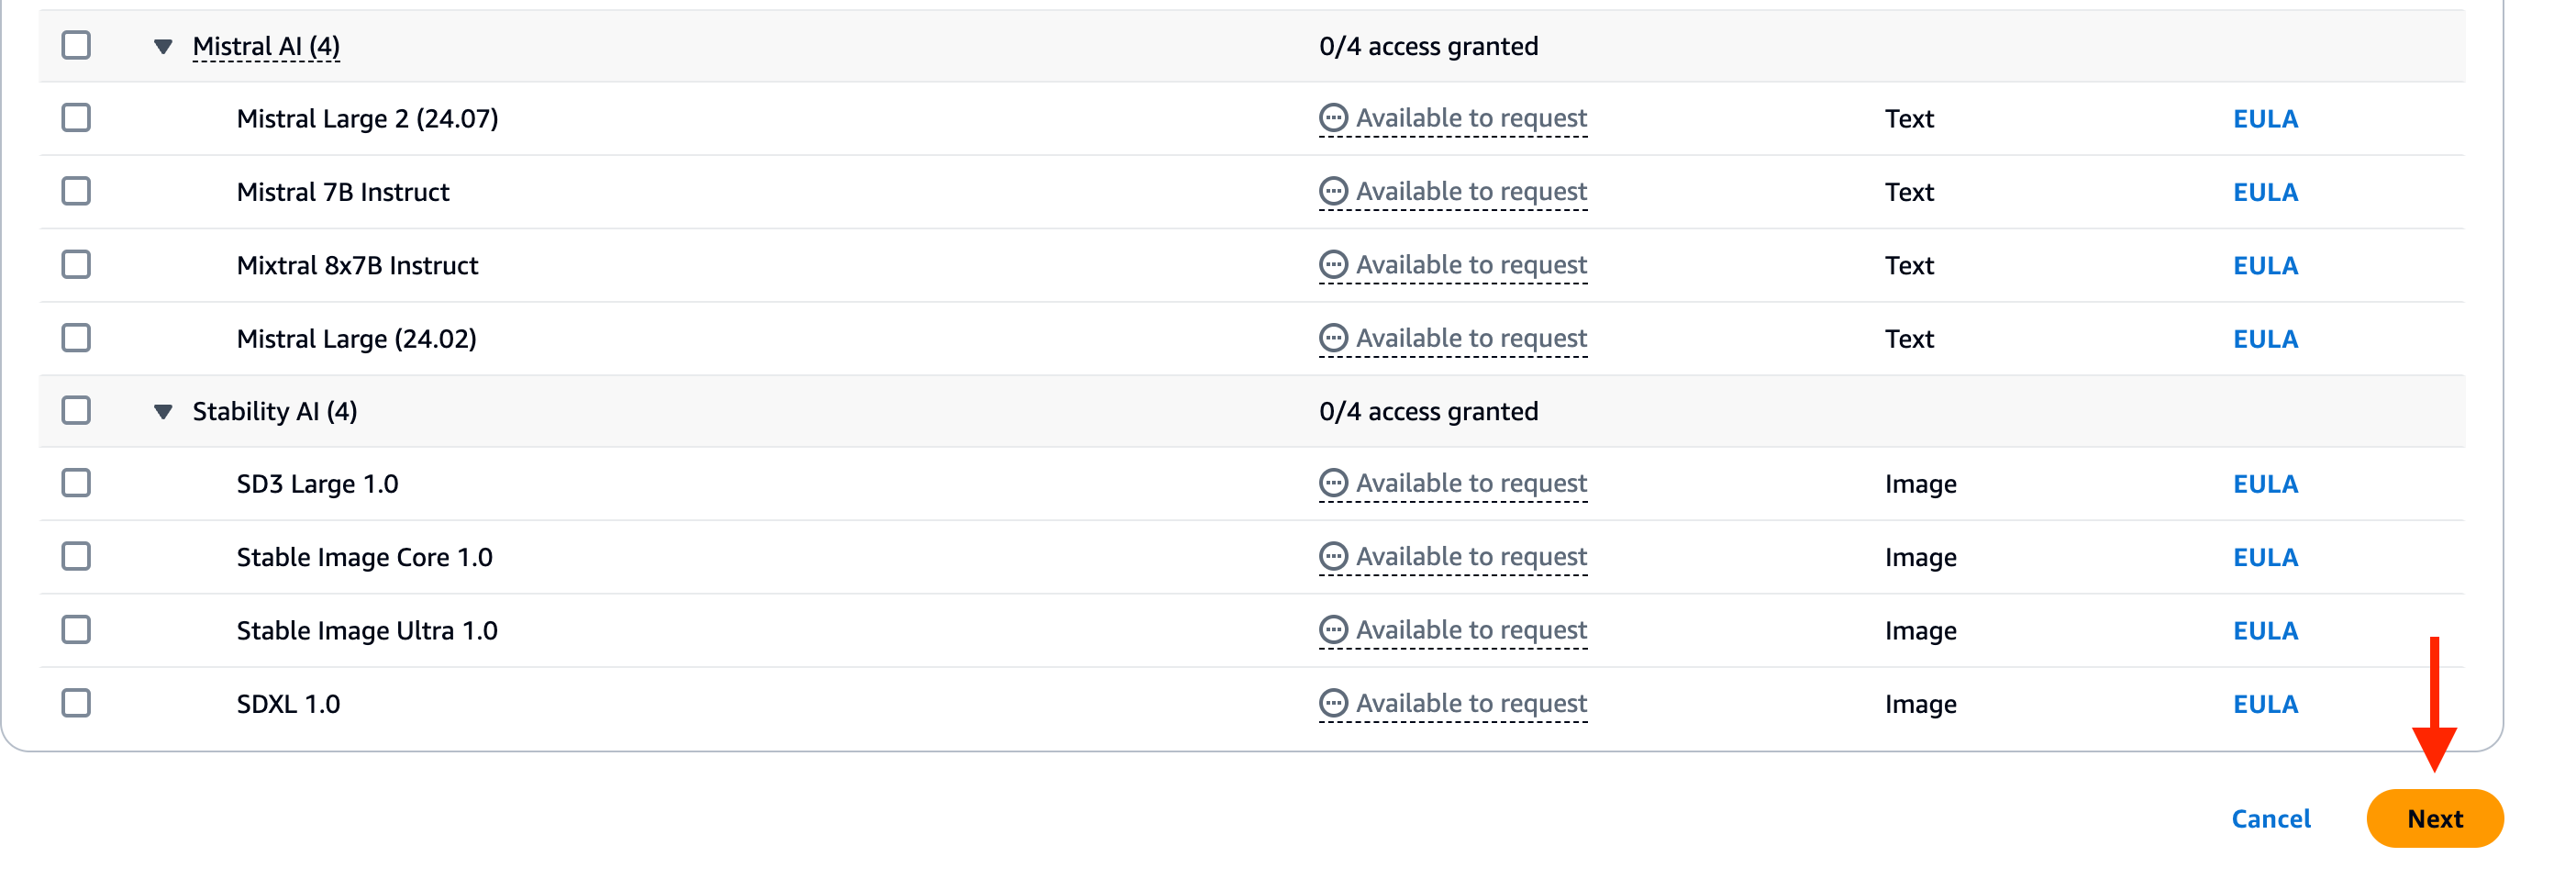 Mistral AI (4) 0/4 access granted
Mistral Large 2 (24.07) Available to request Text EULA
Mistral 7B Instruct Available to request Text EULA
Mixtral 8x7B Instruct Available to request Text EULA
Mistral Large (24.02) Available to request Text EULA
Stability AI (4) 0/4 access granted
SD3 Large 1.0 Available to request Image EULA
Stable Image Core 1.0 Available to request Image EULA
Stable Image Ultra 1.0 Available to request Image EULA
SDXL 1.0 Available to request Image EULA
Cancel Next